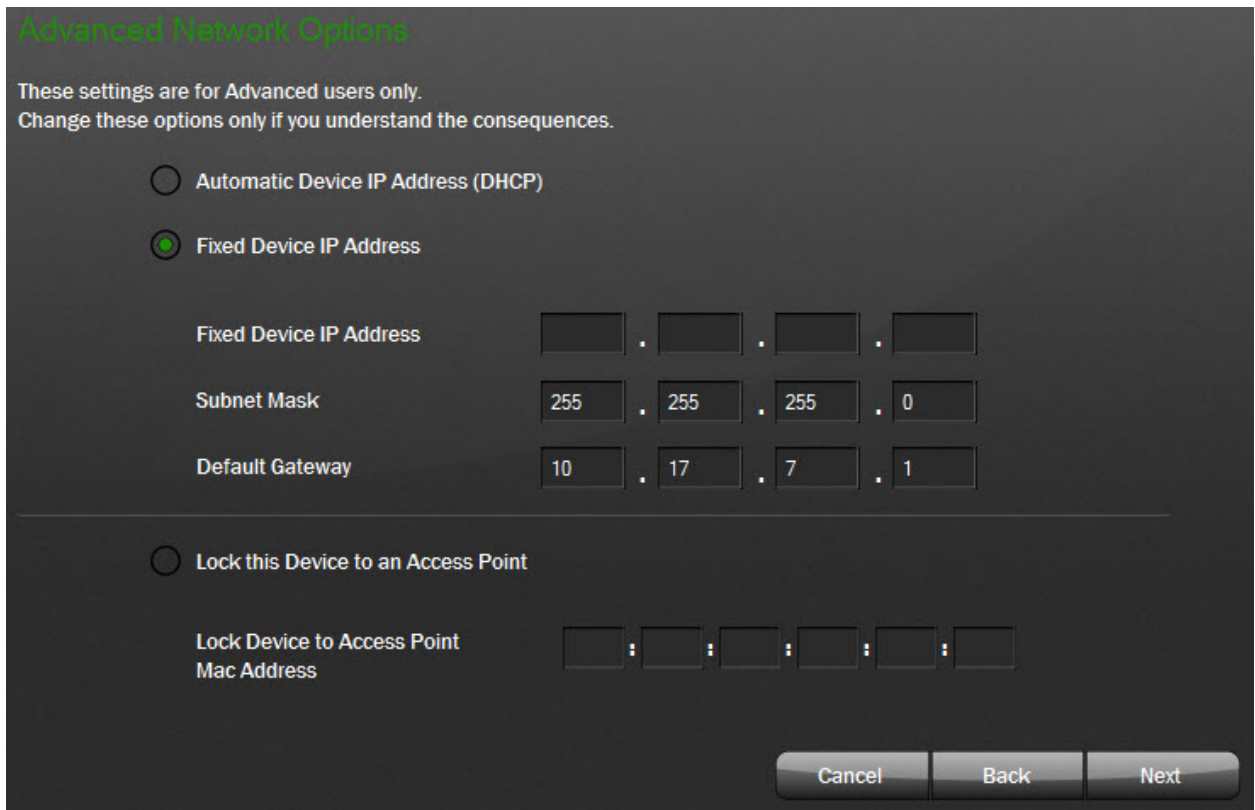 Advanced Network Options
These settings are for Advanced users only.
Change these options only if you understand the consequences.
Automatic Device IP Address (DHCP)
Fixed Device IP Address
Fixed Device IP Address . . .
Subnet Mask 255 . 255 . 255 . 0
Default Gateway 10 . 17 . 7 . 1
Lock this Device to an Access Point
Lock Device to Access Point : : : : :
Mac Address
Cancel Back Next